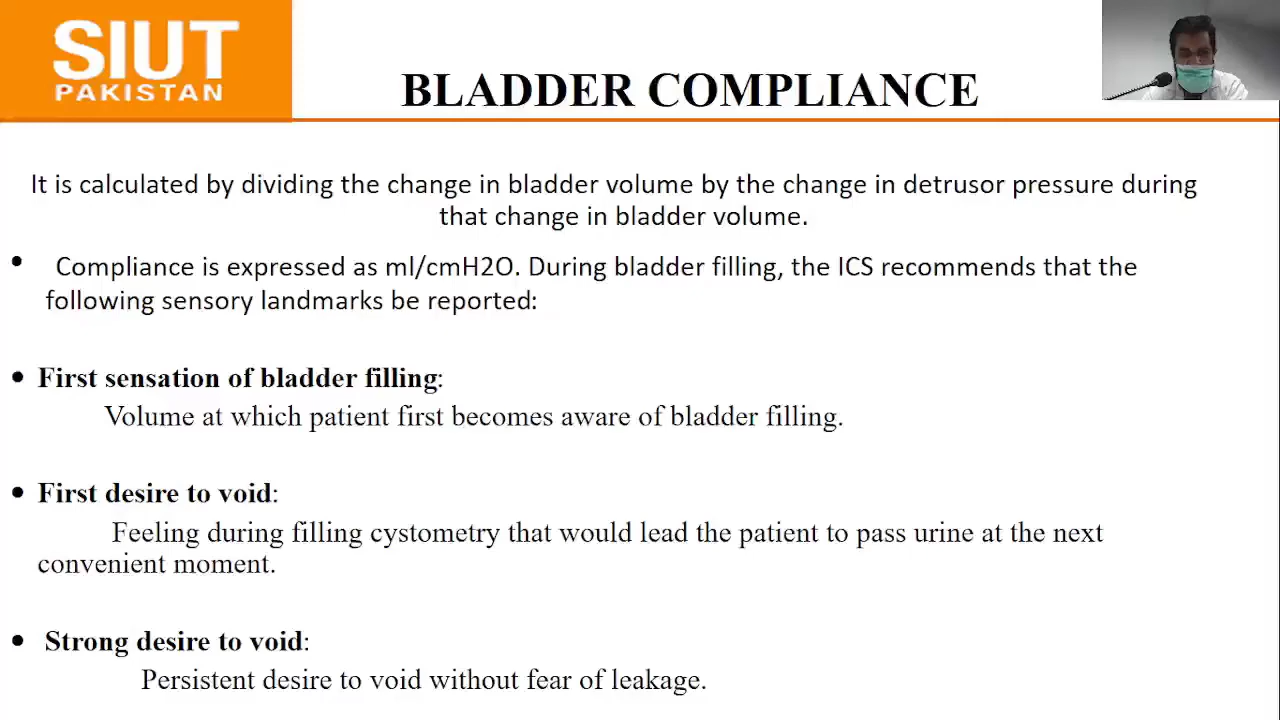 SIUT
PAKISTAN
BLADDER COMPLIANCE
It is calculated by dividing the change in bladder volume by the change in detrusor pressure during
that change in bladder volume.
• Compliance is expressed as ml/cmH2O. During bladder filling, the ICS recommends that the
following sensory landmarks be reported:
• First sensation of bladder filling:
Volume at which patient first becomes aware of bladder filling.
• First desire to void:
Feeling during filling cystometry that would lead the patient to pass urine at the next
convenient moment.
• Strong desire to void:
Persistent desire to void without fear of leakage.